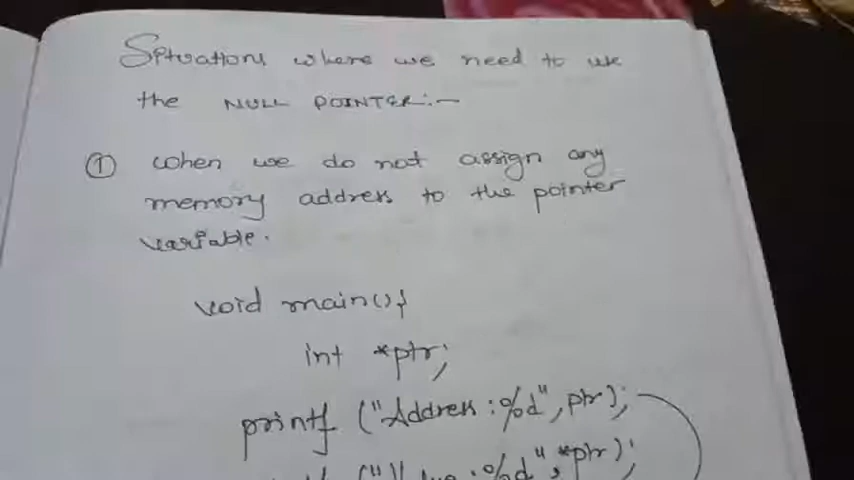 Situations where we need to use
the NULL POINTER:-
① When we do not assign any
memory address to the pointer
variable.
void main(){
int *ptr;
printf ("Address :%d", ptr);
:%d", *ptr);